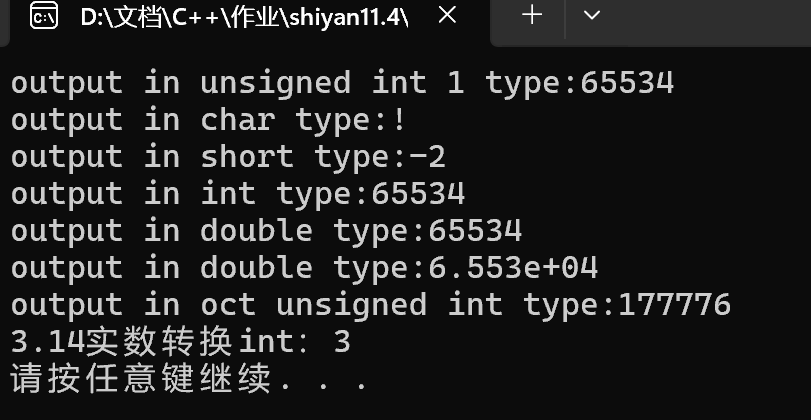 D:\文档\C++\作业\shiyan11.4\
output in unsigned int 1 type:65534
output in char type:!
output in short type:-2
output in int type:65534
output in double type:65534
output in double type:6.553e+04
output in oct unsigned int type:177776
3.14实数转换int: 3
请按任意键继续. . .